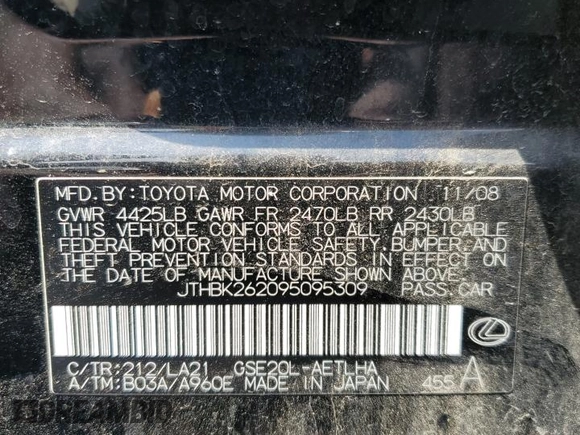 MFD.BY:TOYOTA MOTOR CORPORATION 11/08
GVWR 4425LB GAWR FR 2470LB RR 2430LB
THIS VEHICLE CONFORMS TO ALL APPLICABLE
FEDERAL MOTOR VEHICLE SAFETY,BUMPER,AND
THEFT PREVENTION STANDARDS IN EFFECT ON
THE DATE OF MANUFACTURE SHOWN ABOVE.
JTHBK262095095309 PASS.CAR
C/TR:212/LA21 GSE20L-AETLHA
A/TM:B03A/A960E MADE IN JAPAN 455 A
DREAMBID